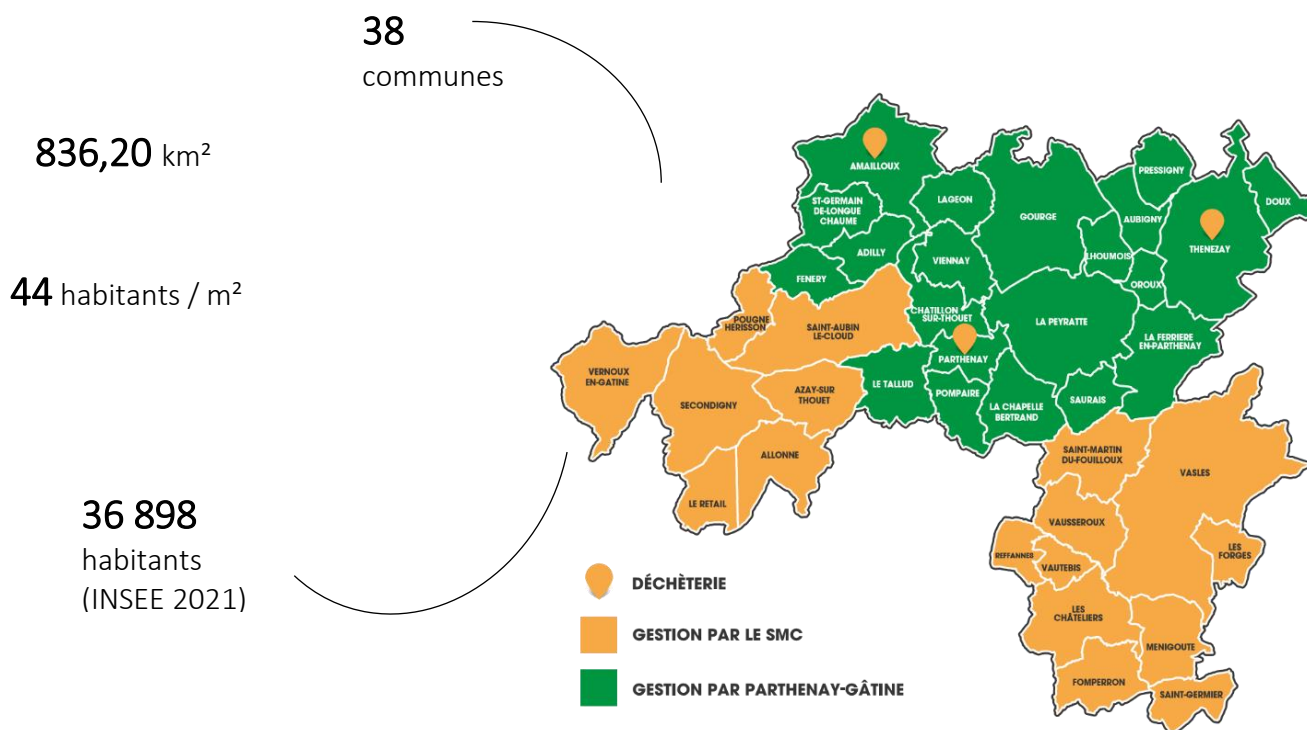 38
communes
836,20 km²
44 habitants / m²
36 898
habitants
(INSEE 2021)
AMAILLOUX
ST-GERMAIN
DE-LONGUE
CHAUME
LAGEON
GOURGE
PRESSIGNY
AUBIGNY
DOUX
THENEZAY
LHOUMOIS
OROUX
ADILLY
VIENNAY
FENERY
CHATILLON
SUR-THOUET
LA PEYRATTE
LA FERRIERE
EN-PARTHENAY
POUGNE
HERISSON
SAINT-AUBIN
LE-CLOUD
PARTHENAY
VERNOUX
EN-GATINE
SECONDIGNY
AZAY-SUR
THOUET
LE TALLUD
POMPAIRE
LA CHAPELLE
BERTRAND
SAURAIS
ALLONNE
LE RETAIL
SAINT-MARTIN
DU-FOUILLOUX
VASLES
VAUSSEROUX
REFFANNES
VAUTEBIS
LES
FORGES
LES
CHÂTELIERS
MENIGOUTE
FOMPERRON
SAINT-GERMIER
DÉCHÈTERIE
GESTION PAR LE SMC
GESTION PAR PARTHENAY-GÂTINE